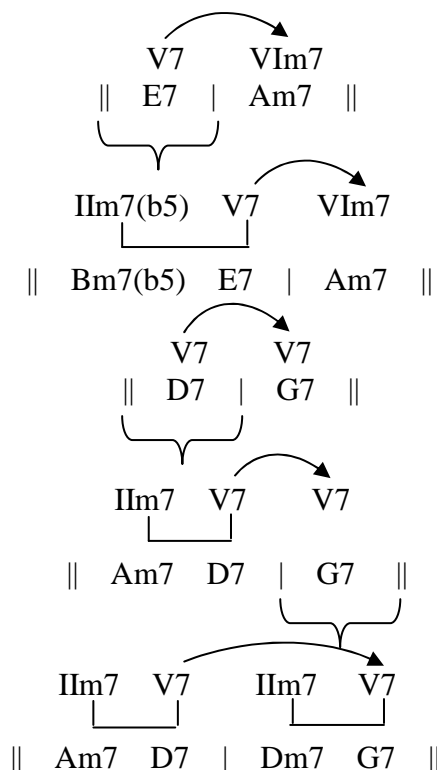 V7 VIm7
|| E7 | Am7 ||
IIm7(b5) V7 VIm7
|| Bm7(b5) E7 | Am7 ||
V7 V7
|| D7 | G7 ||
IIm7 V7 V7
|| Am7 D7 | G7 ||
IIm7 V7 IIm7 V7
|| Am7 D7 | Dm7 G7 ||